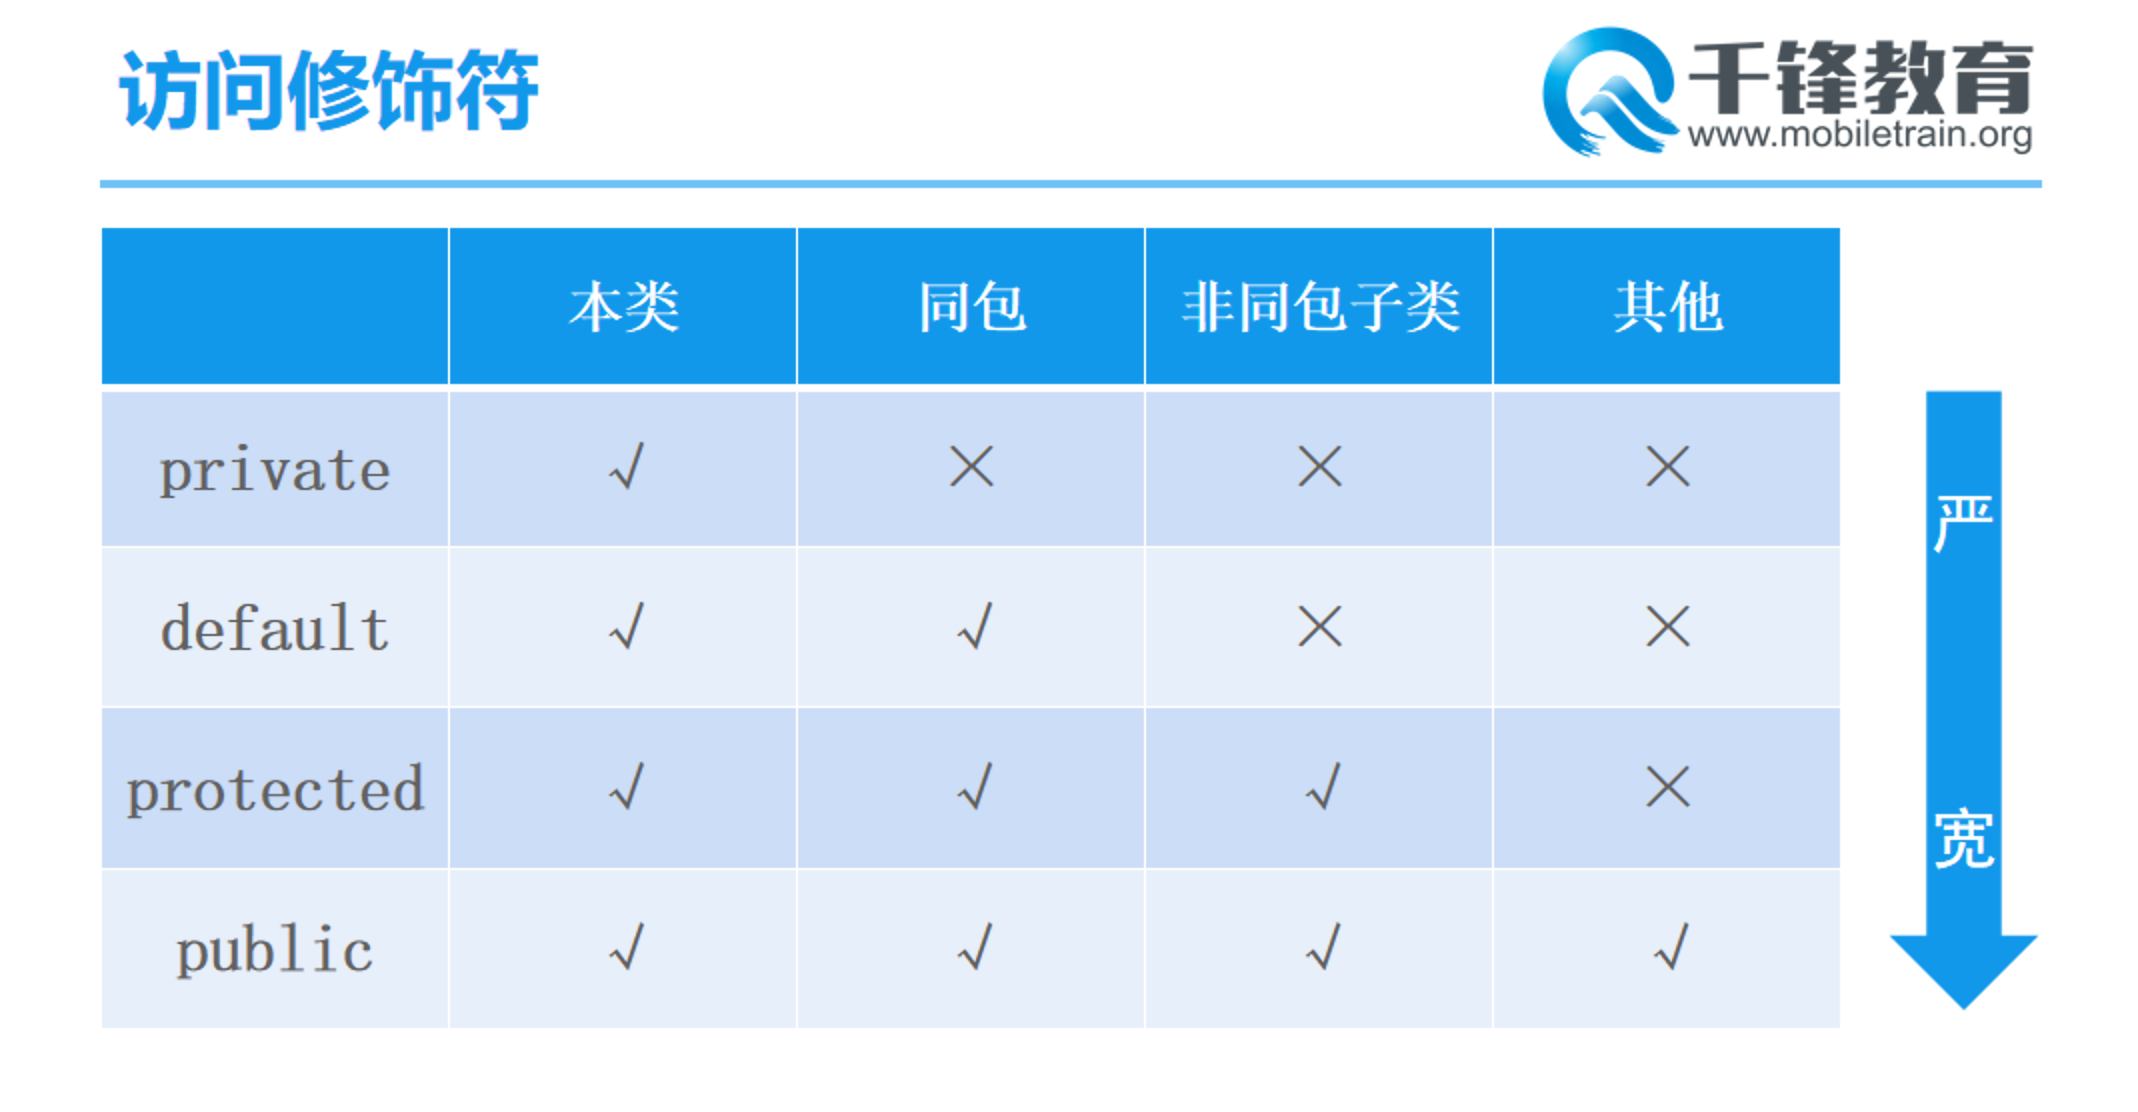 访问修饰符
千锋教育
www.mobiletrain.org
本类 同包 非同包子类 其他
private √ × × ×
default √ √ × ×
protected √ √ √ ×
public √ √ √ √
严
宽